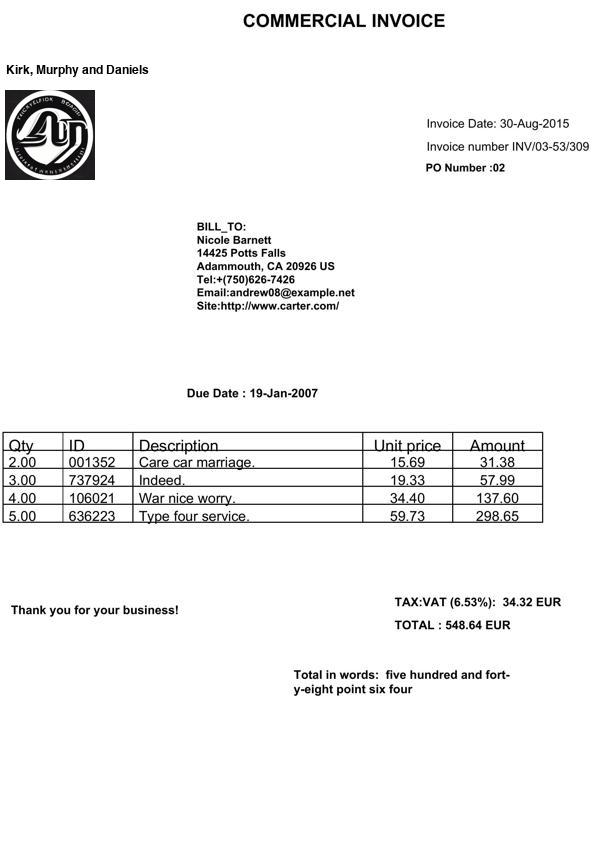 COMMERCIAL INVOICE
Kirk, Murphy and Daniels
Invoice Date: 30-Aug-2015
Invoice number INV/03-53/309
PO Number :02
BILL_TO:
Nicole Barnett
14425 Potts Falls
Adammouth, CA 20926 US
Tel:+(750)626-7426
Email:andrew08@example.net
Site:http://www.carter.com/
Due Date : 19-Jan-2007
Qty ID Description Unit price Amount
2.00 001352 Care car marriage. 15.69 31.38
3.00 737924 Indeed. 19.33 57.99
4.00 106021 War nice worry. 34.40 137.60
5.00 636223 Type four service. 59.73 298.65
TAX:VAT (6.53%): 34.32 EUR
Thank you for your business!
TOTAL : 548.64 EUR
Total in words: five hundred and fort-
y-eight point six four